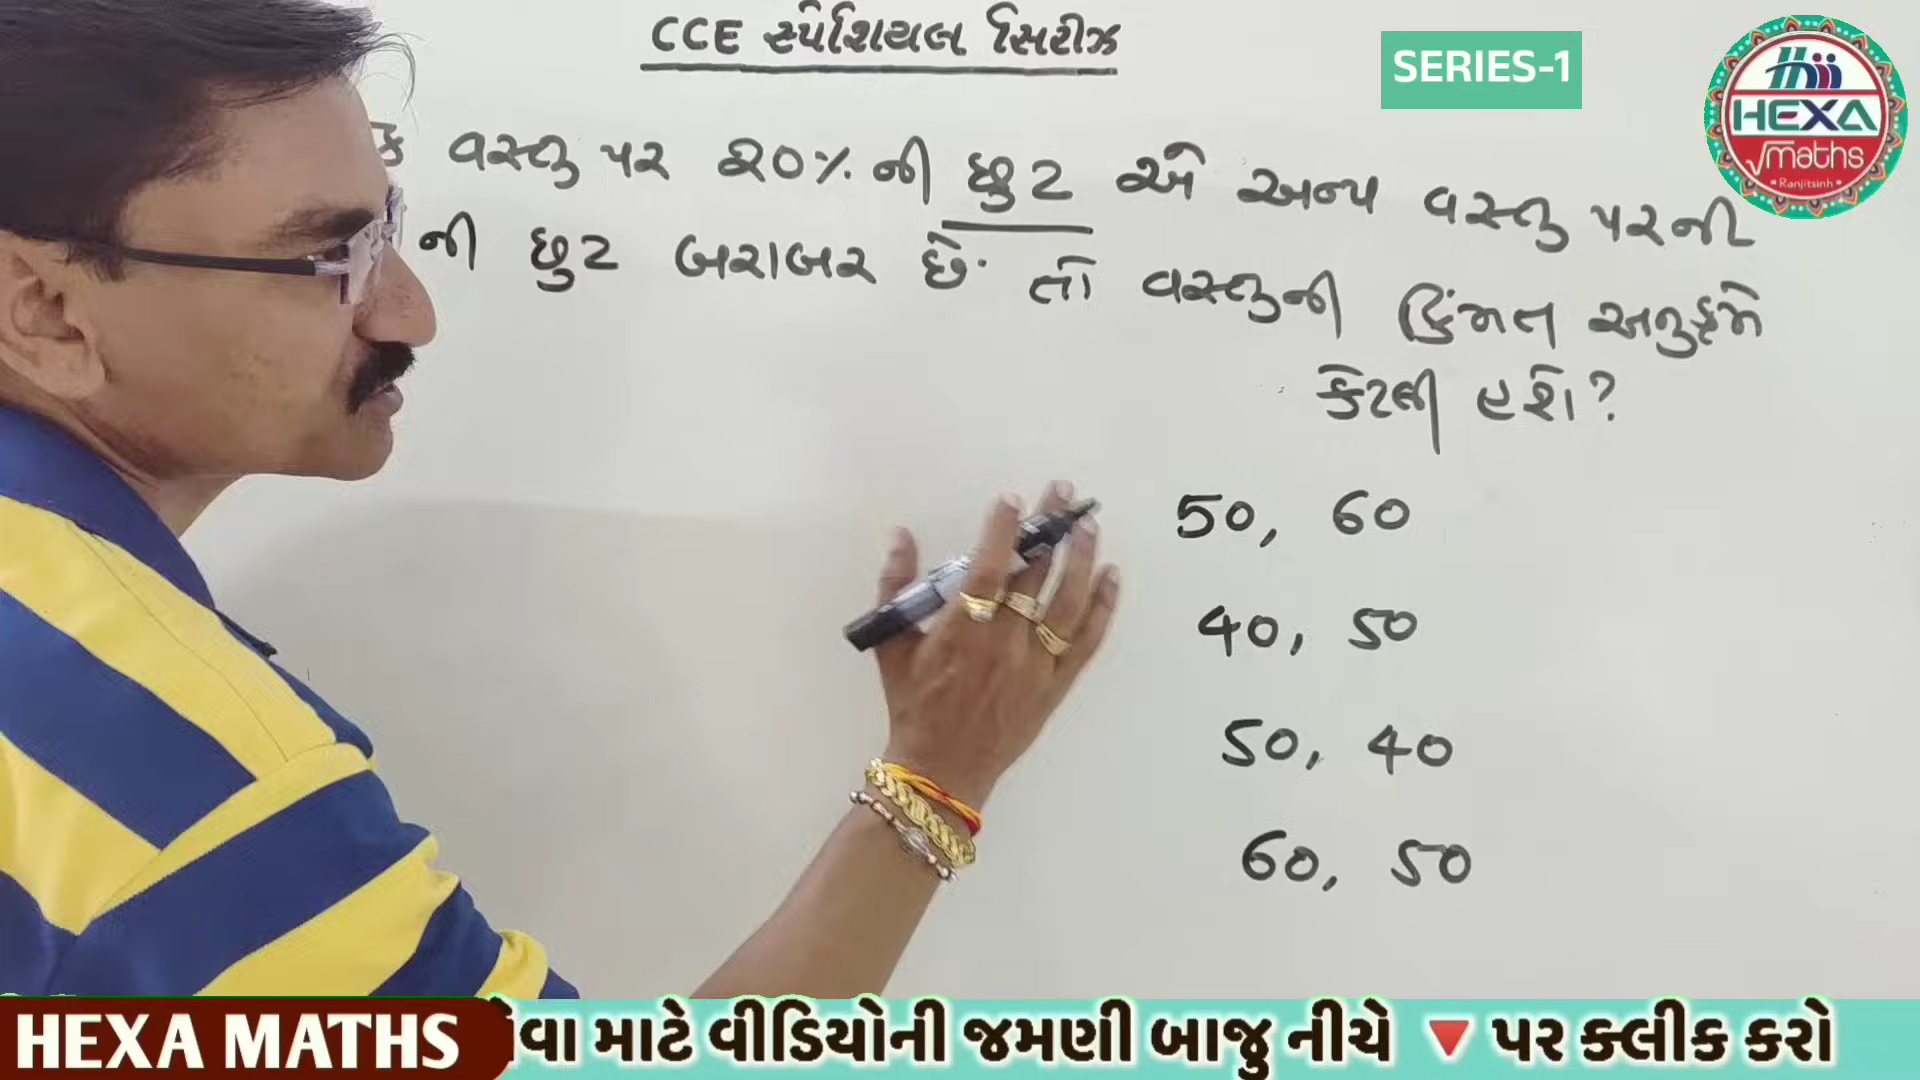 CCE સ્પેશિયલ સિરીઝ
SERIES-1
HEXA
√maths
Ranjitsinh
વસ્તુ પર ૨૦% ની છુટ એ અન્ય વસ્તુ પરની
ની છુટ બરાબર છે. તો વસ્તુની કિંમત અનુક્રમે
કેટલી હશે?
50, 60
40, 50
50, 40
60, 50
HEXA MATHS
માટે વીડિયોની જમણી બાજુ નીચે 🔻 પર ક્લીક કરો